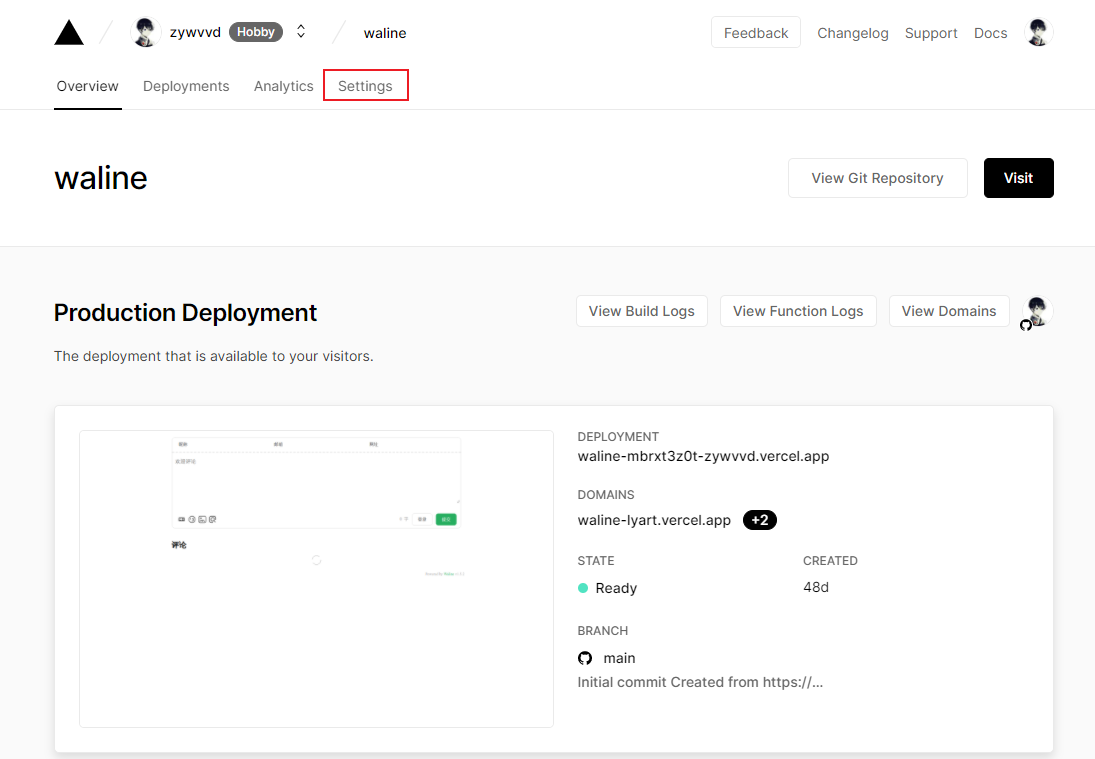 zywvvd Hobby waline Feedback Changelog Support Docs
Overview Deployments Analytics Settings
waline
View Git Repository Visit
Production Deployment
View Build Logs View Function Logs View Domains
The deployment that is available to your visitors.
评论
DEPLOYMENT
waline-mbrxt3z0t-zywvvd.vercel.app
DOMAINS
waline-lyart.vercel.app +2
STATE CREATED
Ready 48d
BRANCH
main
Initial commit Created from https://...